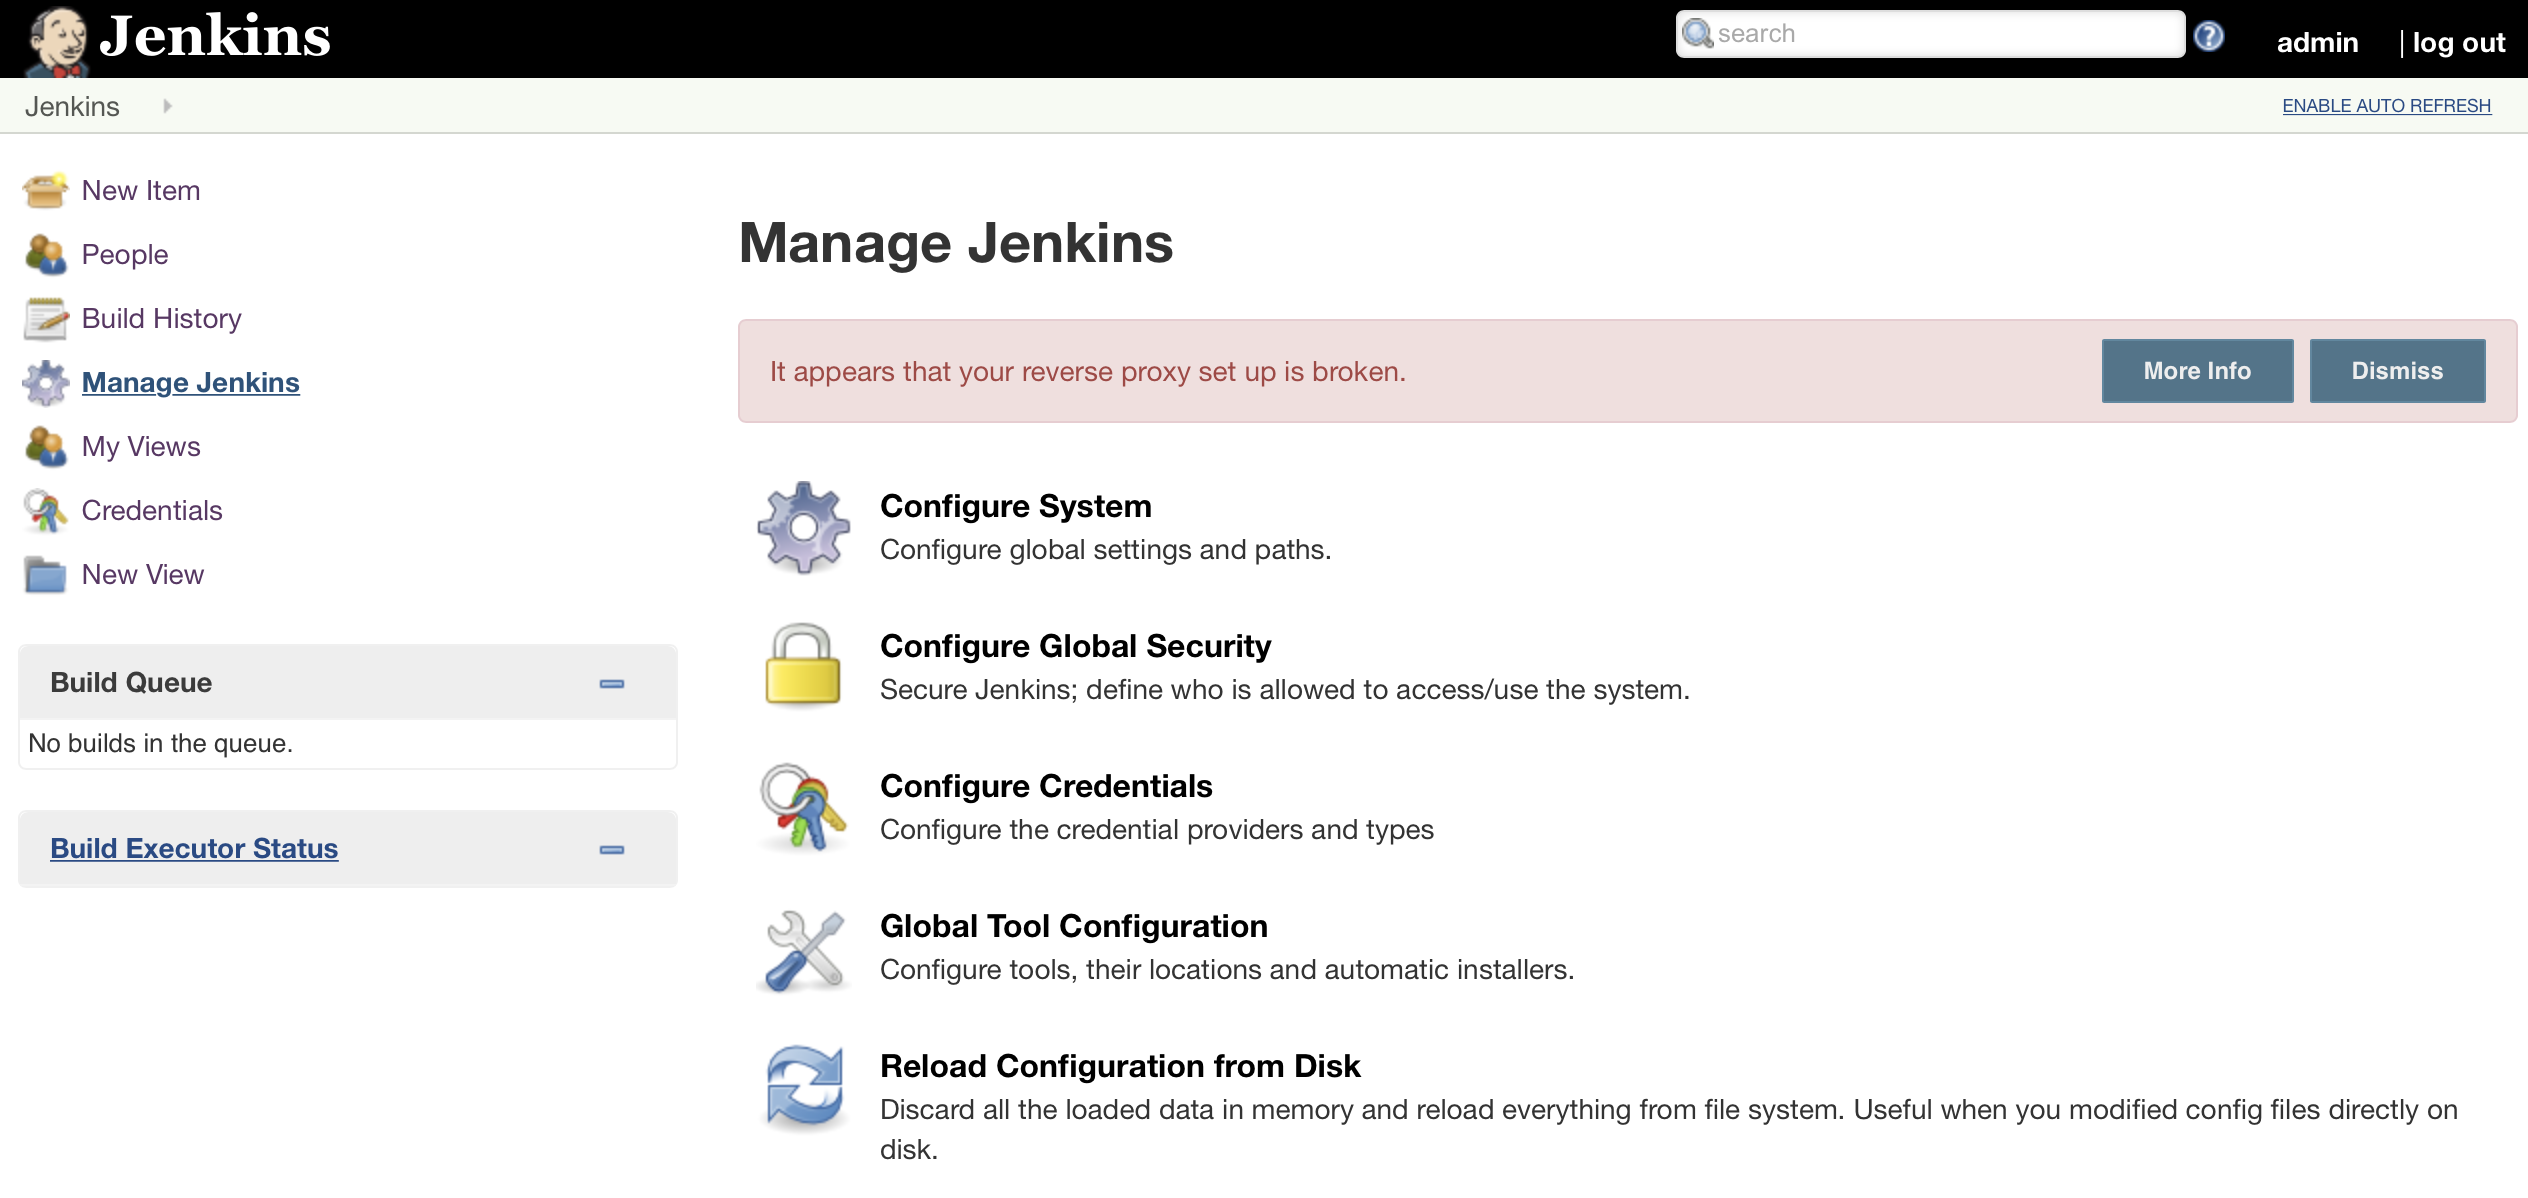 Jenkins
search
?
admin
| log out
Jenkins
ENABLE AUTO REFRESH
New Item
People
Build History
Manage Jenkins
My Views
Credentials
New View
Build Queue
No builds in the queue.
Build Executor Status
Manage Jenkins
It appears that your reverse proxy set up is broken.
More Info
Dismiss
Configure System
Configure global settings and paths.
Configure Global Security
Secure Jenkins; define who is allowed to access/use the system.
Configure Credentials
Configure the credential providers and types
Global Tool Configuration
Configure tools, their locations and automatic installers.
Reload Configuration from Disk
Discard all the loaded data in memory and reload everything from file system. Useful when you modified config files directly on
disk.